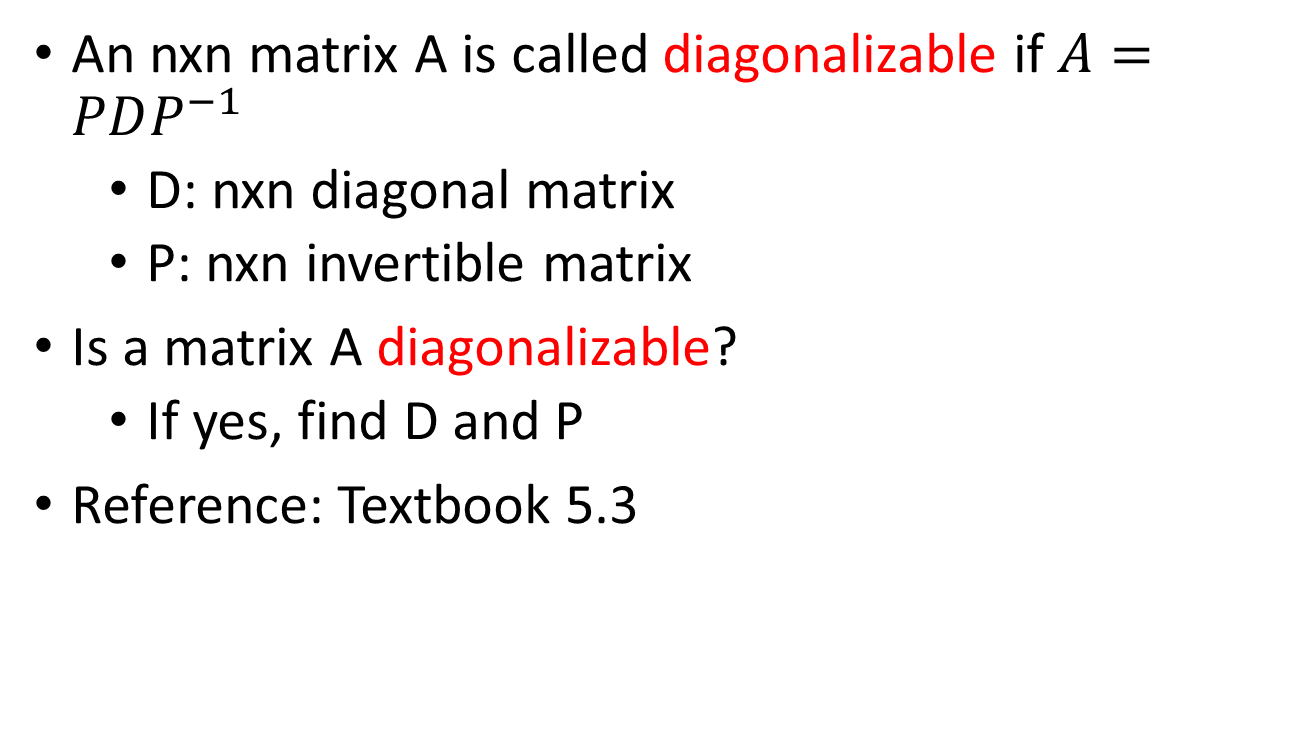 • An nxn matrix A is called diagonalizable if 𝐴 =
𝑃𝐷𝑃⁻¹
• D: nxn diagonal matrix
• P: nxn invertible matrix
• Is a matrix A diagonalizable?
• If yes, find D and P
• Reference: Textbook 5.3